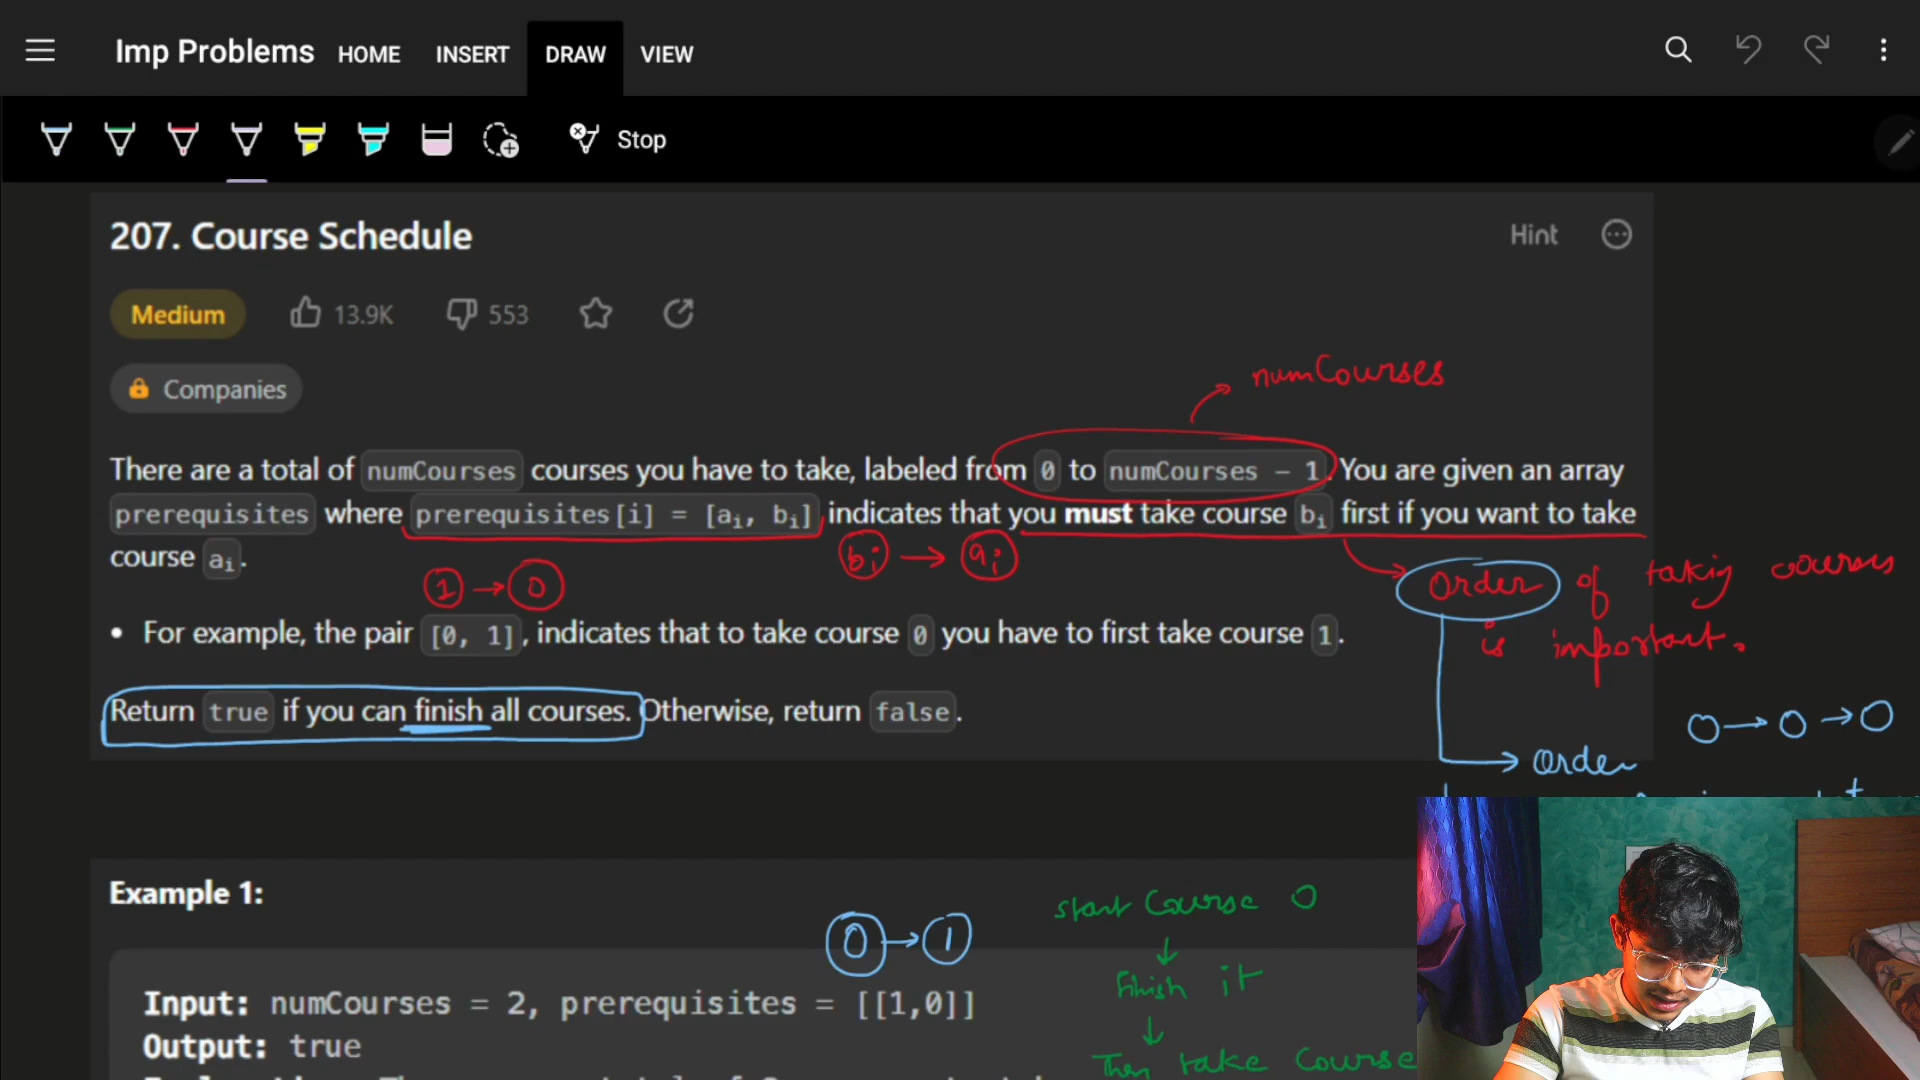 Imp Problems HOME INSERT DRAW VIEW
Stop
207. Course Schedule
Hint
Medium 13.9K 553
Companies
numCourses
There are a total of numCourses courses you have to take, labeled from 0 to numCourses - 1. You are given an array
prerequisites where prerequisites[i] = [ai, bi] indicates that you must take course bi first if you want to take
course ai.
bi → ai
1 → 0
Order of taking courses
is important.
• For example, the pair [0, 1], indicates that to take course 0 you have to first take course 1.
Return true if you can finish all courses. Otherwise, return false.
0 → 0 → 0
Order
Example 1:
0 → 1
start Course 0
↓
finish it
↓
Then take Course
Input: numCourses = 2, prerequisites = [[1,0]]
Output: true